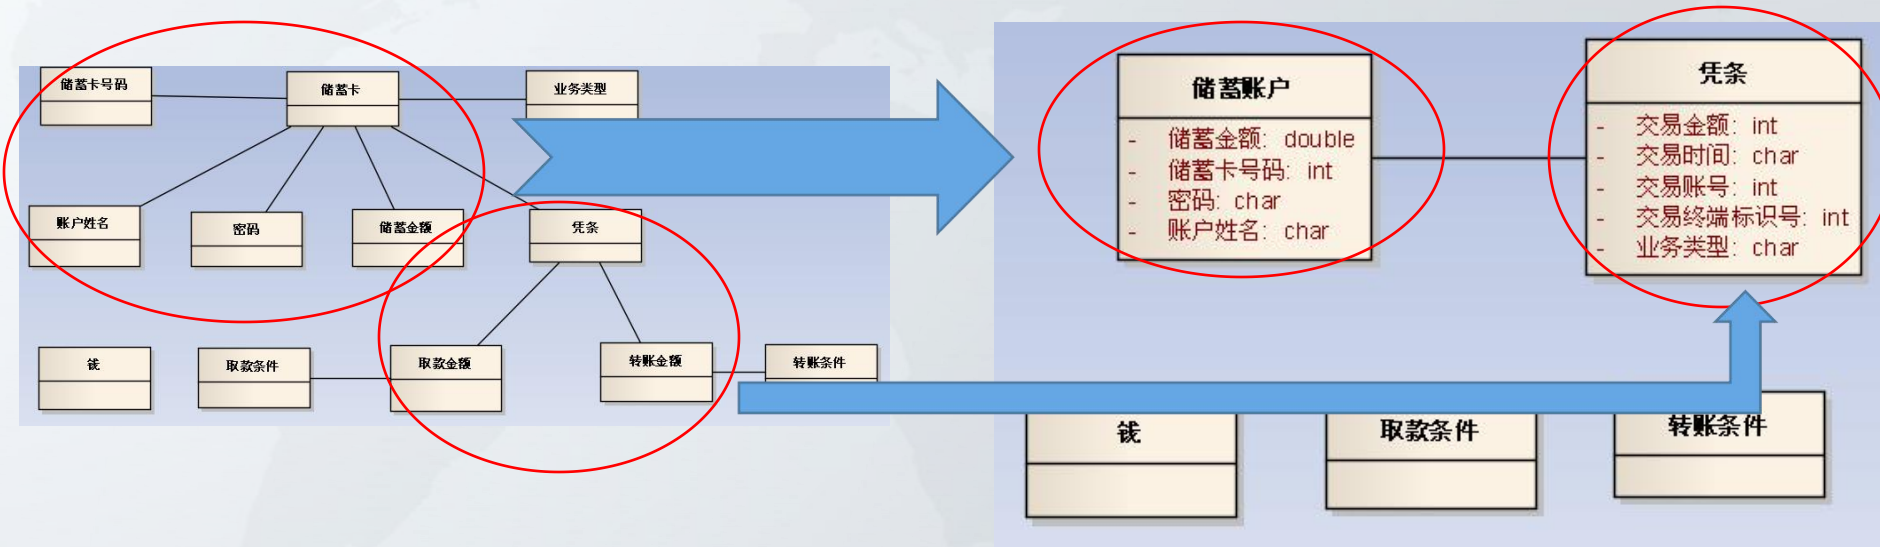 储蓄卡号码
储蓄卡
业务类型
账户姓名
密码
储蓄金额
凭条
钱
取款条件
取款金额
转账金额
转账条件
储蓄账户
- 储蓄金额: double
- 储蓄卡号码: int
- 密码: char
- 账户姓名: char
凭条
- 交易金额: int
- 交易时间: char
- 交易账号: int
- 交易终端标识号: int
- 业务类型: char
钱
取款条件
转账条件